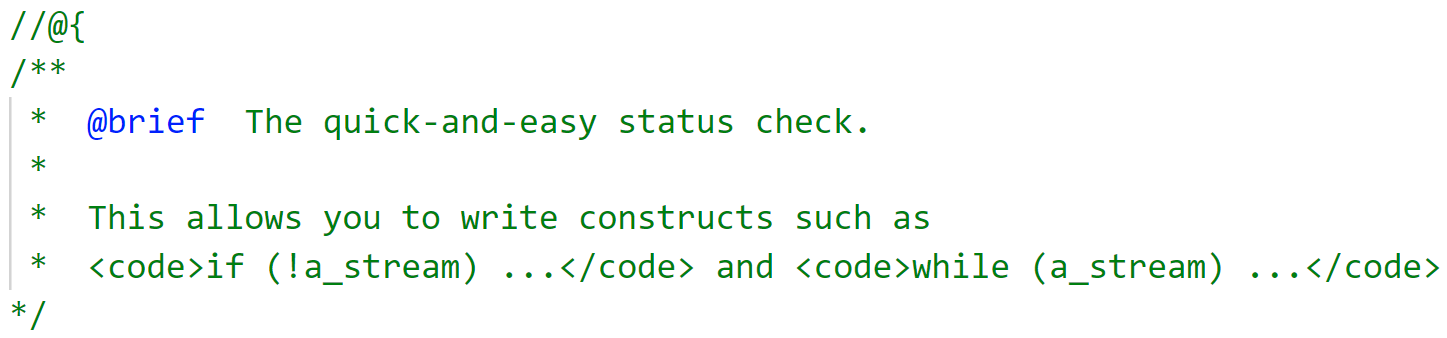 //@{
/**
 *  @brief  The quick-and-easy status check.
 *
 *  This allows you to write constructs such as
 *  <code>if (!a_stream) ...</code> and <code>while (a_stream) ...</code>
*/